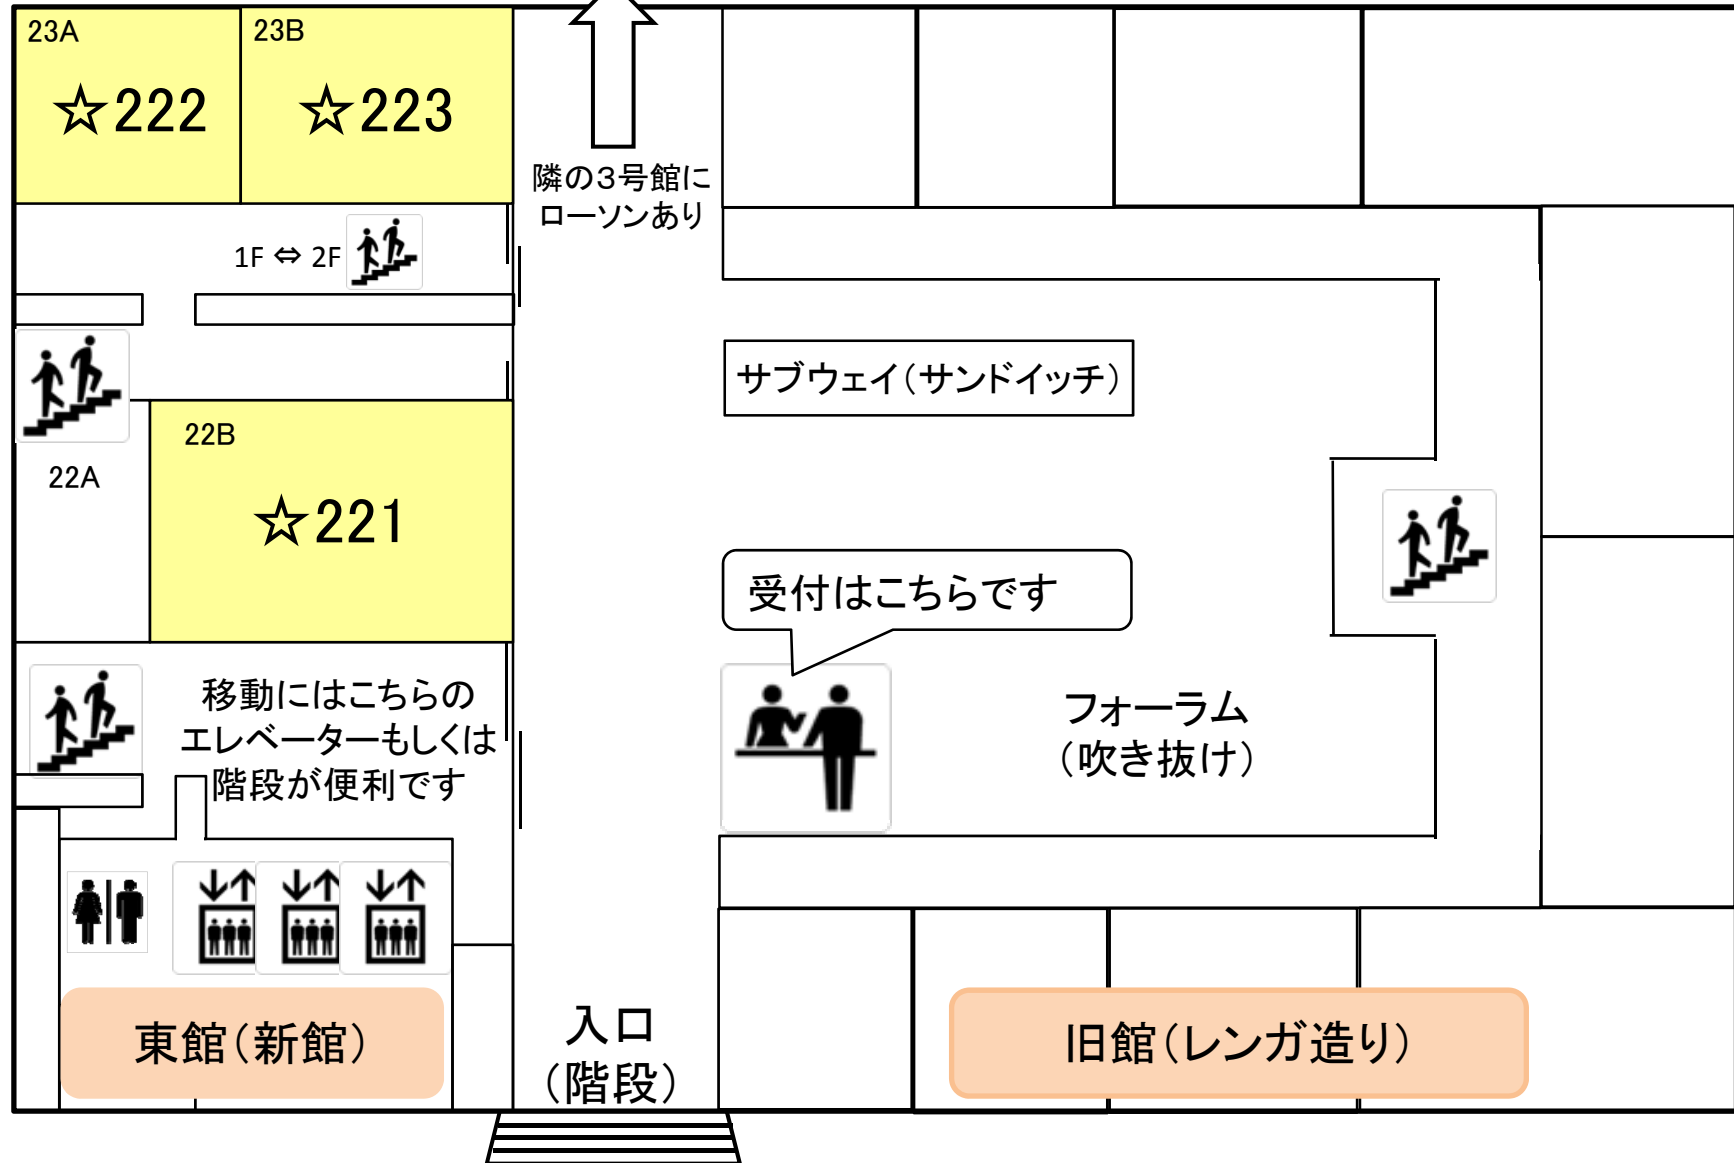 23A
☆222
23B
☆223
隣の3号館に
ローソンあり
1F ⇔ 2F
サブウェイ（サンドイッチ）
22A
22B
☆221
受付はこちらです
移動にはこちらの
エレベーターもしくは
階段が便利です
フォーラム
（吹き抜け）
東館（新館）
入口
（階段）
旧館（レンガ造り）